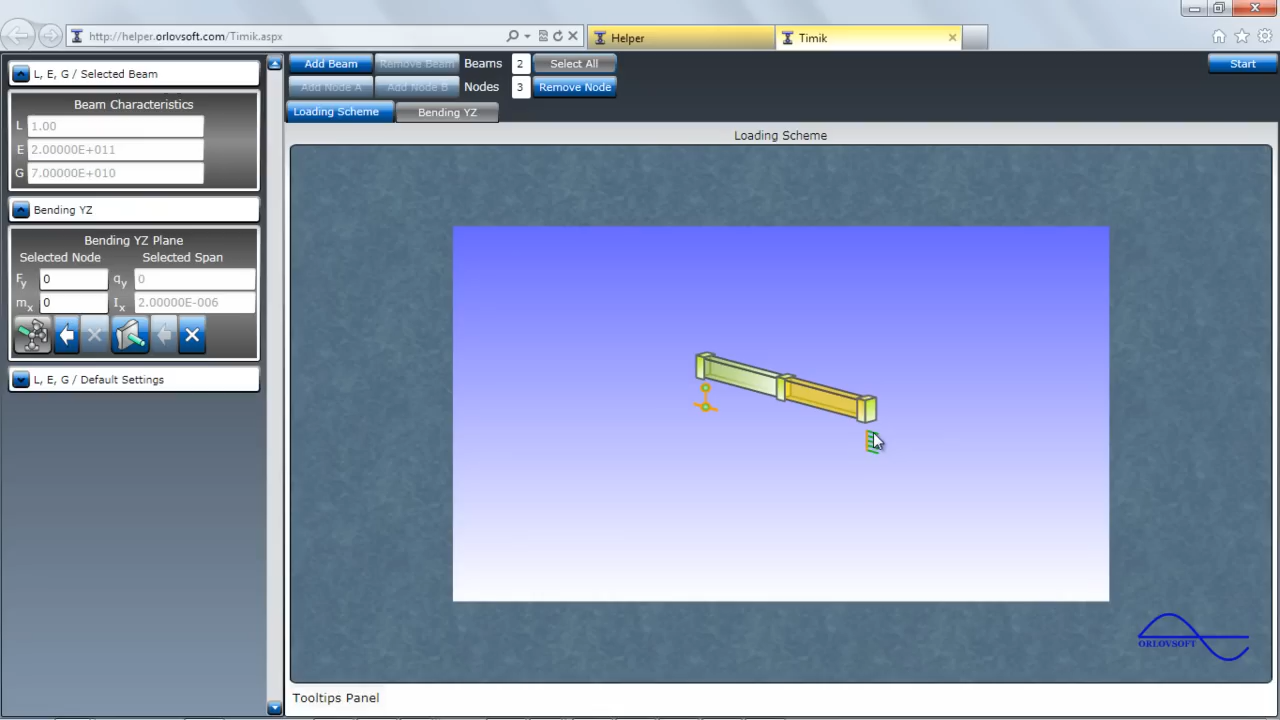 http://helper.orlovsoft.com/Timik.aspx
Helper
Timik
L, E, G / Selected Beam
Beam Characteristics
L 1.00
E 2.00000E+011
G 7.00000E+010
Bending YZ
Bending YZ Plane
Selected Node Selected Span
Fy 0 qy 0
mx 0 Ix 2.00000E-006
L, E, G / Default Settings
Add Beam Remove Beam Beams 2 Select All
Start
Add Node A Add Node B Nodes 3 Remove Node
Loading Scheme Bending YZ
Loading Scheme
ORLOVSOFT
Tooltips Panel